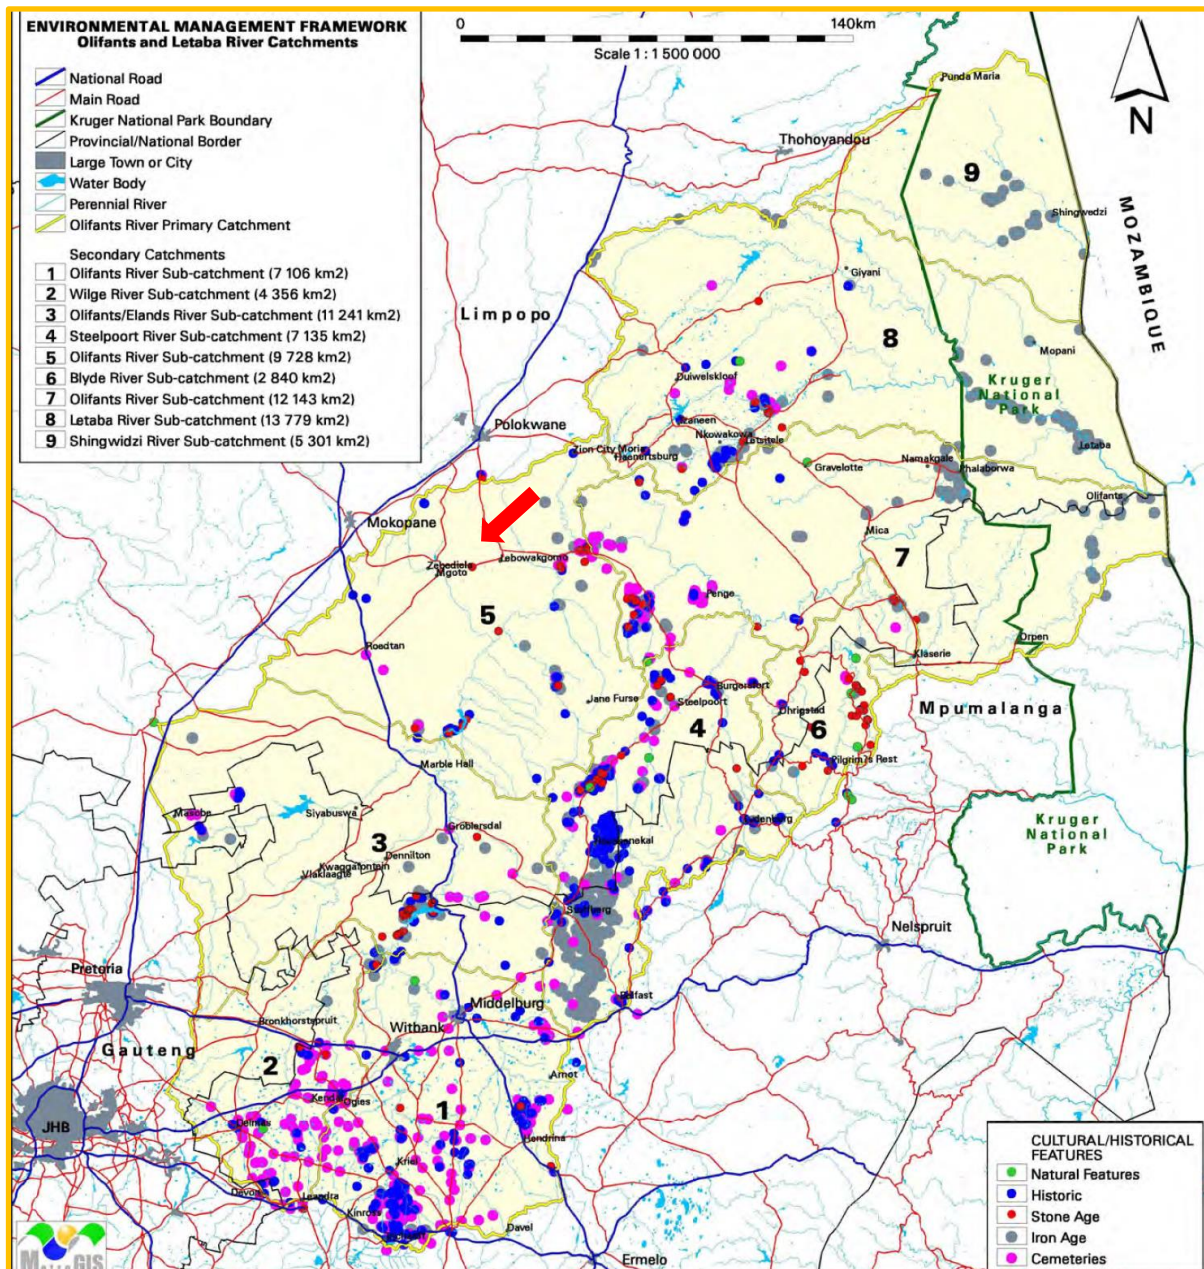 ENVIRONMENTAL MANAGEMENT FRAMEWORK
Olifants and Letaba River Catchments
National Road
Main Road
Kruger National Park Boundary
Provincial/National Border
Large Town or City
Water Body
Perennial River
Olifants River Primary Catchment
Secondary Catchments
1 Olifants River Sub-catchment (7 106 km2)
2 Wilge River Sub-catchment (4 356 km2)
3 Olifants/Elands River Sub-catchment (11 241 km2)
4 Steelpoort River Sub-catchment (7 135 km2)
5 Olifants River Sub-catchment (9 728 km2)
6 Blyde River Sub-catchment (2 840 km2)
7 Olifants River Sub-catchment (12 143 km2)
8 Letaba River Sub-catchment (13 779 km2)
9 Shingwidzi River Sub-catchment (5 301 km2)
0 140km
Scale 1 : 1 500 000
N
Punda Maria
Thohoyandou
9
Shingwedzi
MOZAMBIQUE
Giyani
Limpopo
8
Mopani
Duiwelskloof
Kruger
National
Park
Polokwane
Nkowakowa
Letsitele
Letaba
Zion City Moria
Haenertsburg
Gravelotte
Namakgale
Phalaborwa
Olifants
Mokopane
Mica
Lebowakgomo
Zebediela
Mgoto
7
Penge
5
Roedtan
Orpen
Klaserie
Jane Furse
Steelpoort
Burgersfort
4
Ohrigstad
6
Mpumalanga
Pilgrim?s Rest
Marble Hall
Siyabuswa
Groblersdal
3
Dennilton
Kwaggafontein
Vlaklaagte
Kruger
National
Park
Nelspruit
Pretoria
Belfast
Middelburg
Bronkhorstspruit
Witbank
Gauteng
2
Arnot
Kendal
Ogies
1
JHB
Delmas
Hendrina
Kriel
Devon
Leandra
Kinross
Davel
Ermelo
CULTURAL/HISTORICAL
FEATURES
Natural Features
Historic
Stone Age
Iron Age
Cemeteries